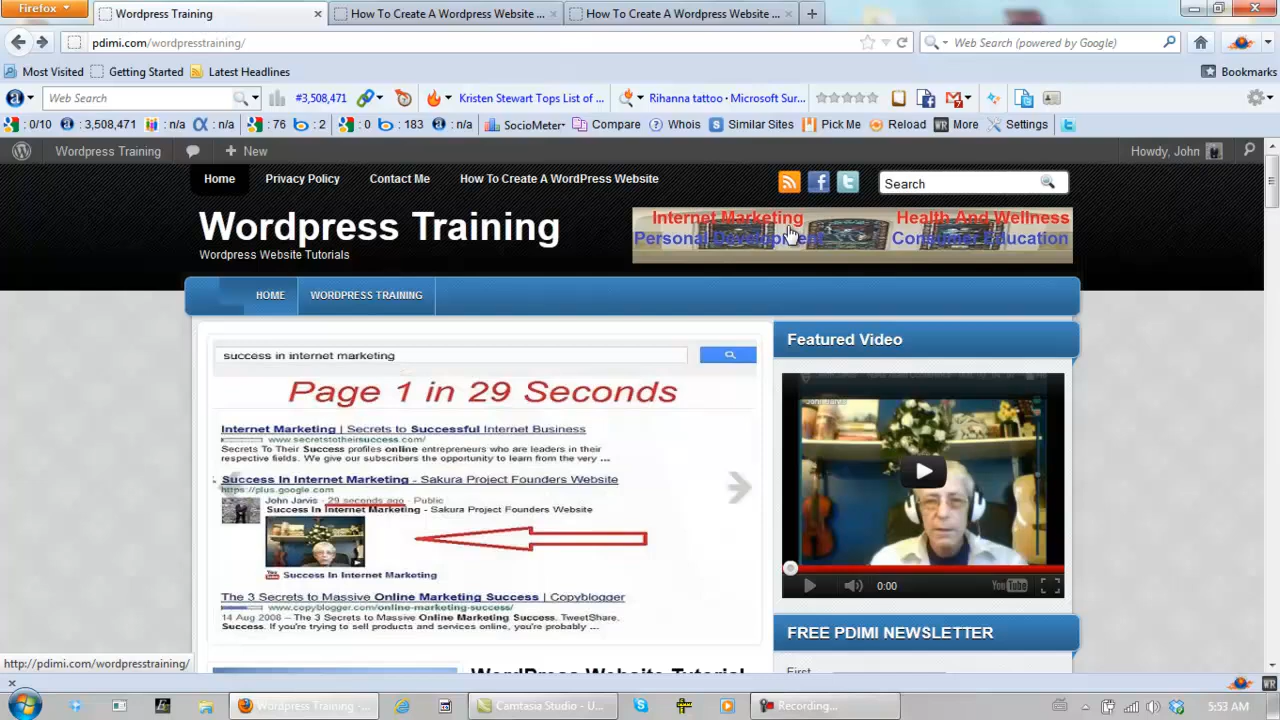 Firefox
Wordpress Training
How To Create A Wordpress Website ...
How To Create A Wordpress Website ...
pdimi.com/wordpresstraining/
Web Search (powered by Google)
Most Visited
Getting Started
Latest Headlines
Bookmarks
Web Search
#3,508,471
Kristen Stewart Tops List of ...
Rihanna tattoo • Microsoft Sur...
: 0/10
: 3,508,471
: n/a
: n/a
: 76
: 2
: 0
: 183
: n/a
SocioMeter
Compare
Whois
Similar Sites
Pick Me
Reload
More
Settings
Wordpress Training
New
Howdy, John
Home
Privacy Policy
Contact Me
How To Create A WordPress Website
Search
Wordpress Training
Wordpress Website Tutorials
Internet Marketing
Health And Wellness
Personal Development
Consumer Education
HOME
WORDPRESS TRAINING
success in internet marketing
Page 1 in 29 Seconds
Internet Marketing | Secrets to Successful Internet Business
www.secretstotheirsuccess.com/
Secrets To Their Success profiles online entrepreneurs who are leaders in their
respective fields. We give our subscribers the opportunity to learn from the very ...
Success In Internet Marketing - Sakura Project Founders Website
https://plus.google.com
John Jarvis - 29 seconds ago - Public
Success In Internet Marketing - Sakura Project Founders Website
Success In Internet Marketing
The 3 Secrets to Massive Online Marketing Success | Copyblogger
www.copyblogger.com/online-marketing-success/
14 Aug 2008 – The 3 Secrets to Massive Online Marketing Success. TweetShare.
Success. If you're trying to sell products and services online, you're probably ...
Featured Video
0:00
YouTube
FREE PDIMI NEWSLETTER
First
WordPress Website Tutorial
http://pdimi.com/wordpresstraining/
Wordpress Training - ...
Camtasia Studio - U...
Recording...
5:53 AM